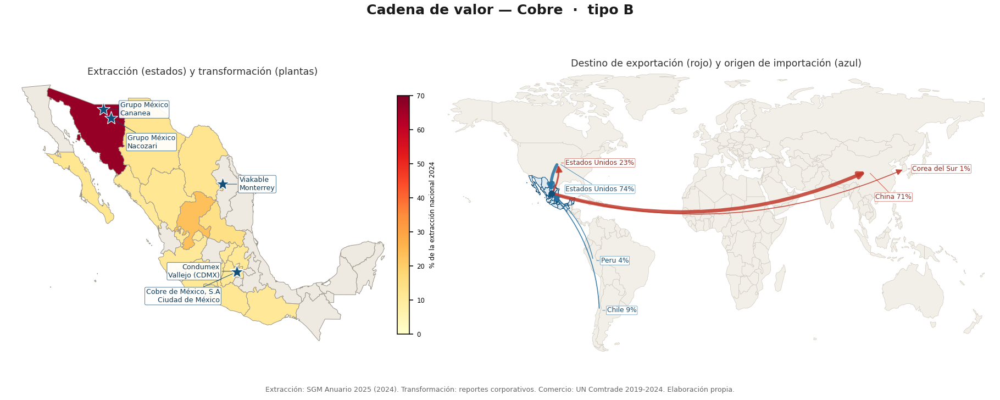 Cadena de valor — Cobre · tipo B
Extracción (estados) y transformación (plantas)
Grupo México
Cananea
Grupo México
Nacozari
Viakable
Monterrey
Condumex
Vallejo (CDMX)
Cobre de México, S.A
Ciudad de México
70
60
50
40
30
20
10
0
% de la extracción nacional 2024
Destino de exportación (rojo) y origen de importación (azul)
Estados Unidos 23%
Estados Unidos 74%
Corea del Sur 1%
China 71%
Peru 4%
Chile 9%
Extracción: SGM Anuario 2025 (2024). Transformación: reportes corporativos. Comercio: UN Comtrade 2019-2024. Elaboración propia.